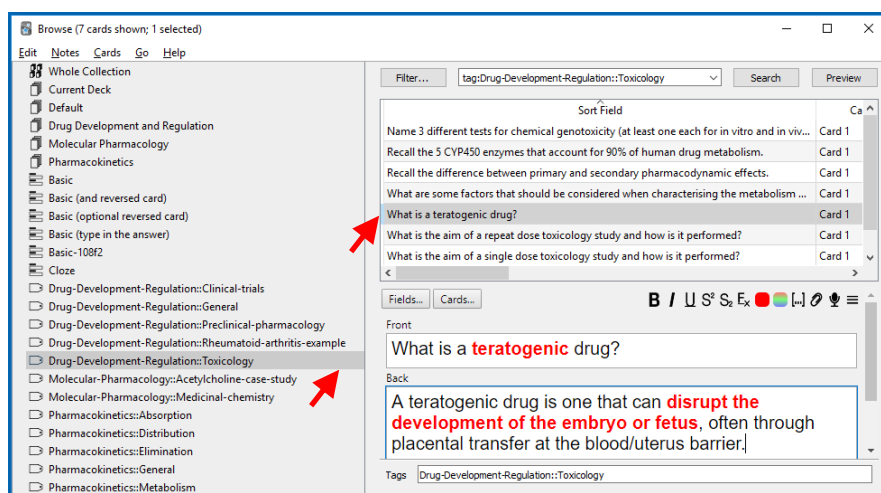 Browse (7 cards shown; 1 selected)
Edit Notes Cards Go Help
Whole Collection
Current Deck
Default
Drug Development and Regulation
Molecular Pharmacology
Pharmacokinetics
Basic
Basic (and reversed card)
Basic (optional reversed card)
Basic (type in the answer)
Basic-108f2
Cloze
Drug-Development-Regulation::Clinical-trials
Drug-Development-Regulation::General
Drug-Development-Regulation::Preclinical-pharmacology
Drug-Development-Regulation::Rheumatoid-arthritis-example
Drug-Development-Regulation::Toxicology
Molecular-Pharmacology::Acetylcholine-case-study
Molecular-Pharmacology::Medicinal-chemistry
Pharmacokinetics::Absorption
Pharmacokinetics::Distribution
Pharmacokinetics::Elimination
Pharmacokinetics::General
Pharmacokinetics::Metabolism
Filter... tag:Drug-Development-Regulation::Toxicology Search Preview
Sort Field Ca
Name 3 different tests for chemical genotoxicity (at least one each for in vitro and in viv... Card 1
Recall the 5 CYP450 enzymes that account for 90% of human drug metabolism. Card 1
Recall the difference between primary and secondary pharmacodynamic effects. Card 1
What are some factors that should be considered when characterising the metabolism ... Card 1
What is a teratogenic drug? Card 1
What is the aim of a repeat dose toxicology study and how is it performed? Card 1
What is the aim of a single dose toxicology study and how is it performed? Card 1
Fields... Cards... B I U S² S₂ Eₓ [...]
Front
What is a teratogenic drug?
Back
A teratogenic drug is one that can disrupt the
development of the embryo or fetus, often through
placental transfer at the blood/uterus barrier.
Tags Drug-Development-Regulation::Toxicology